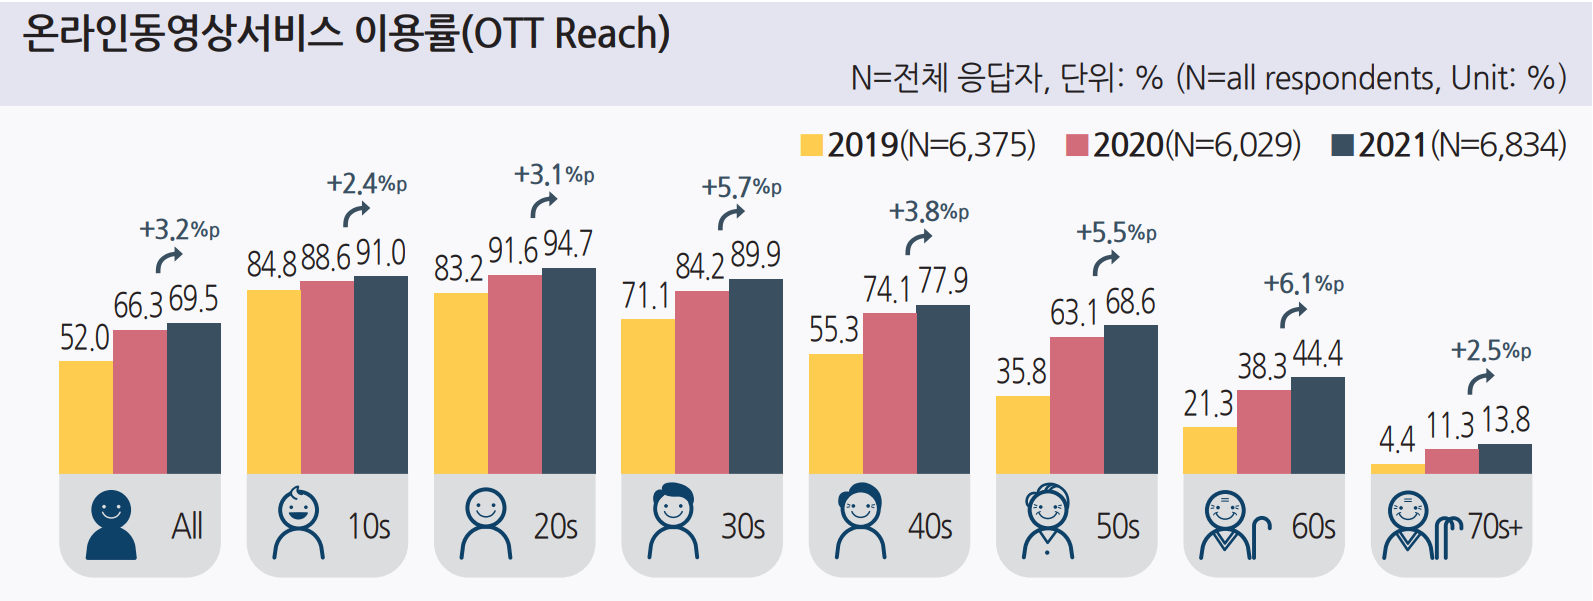 온라인동영상서비스 이용률(OTT Reach)
N=전체 응답자, 단위: % (N=all respondents, Unit: %)
2019(N=6,375) 2020(N=6,029) 2021(N=6,834)
+3.2%p
52.0 66.3 69.5
All
+2.4%p
84.8 88.6 91.0
10s
+3.1%p
83.2 91.6 94.7
20s
+5.7%p
71.1 84.2 89.9
30s
+3.8%p
55.3 74.1 77.9
40s
+5.5%p
35.8 63.1 68.6
50s
+6.1%p
21.3 38.3 44.4
60s
+2.5%p
4.4 11.3 13.8
70s+